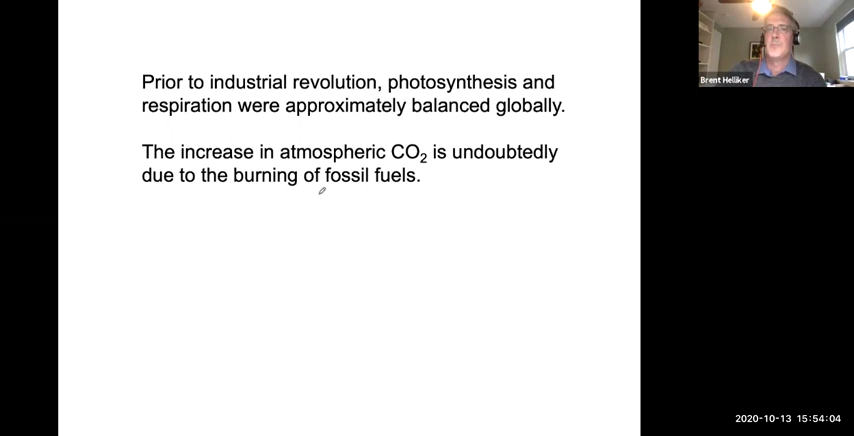 Prior to industrial revolution, photosynthesis and
respiration were approximately balanced globally.
The increase in atmospheric CO₂ is undoubtedly
due to the burning of fossil fuels.
Brent Helliker
2020-10-13 15:54:04